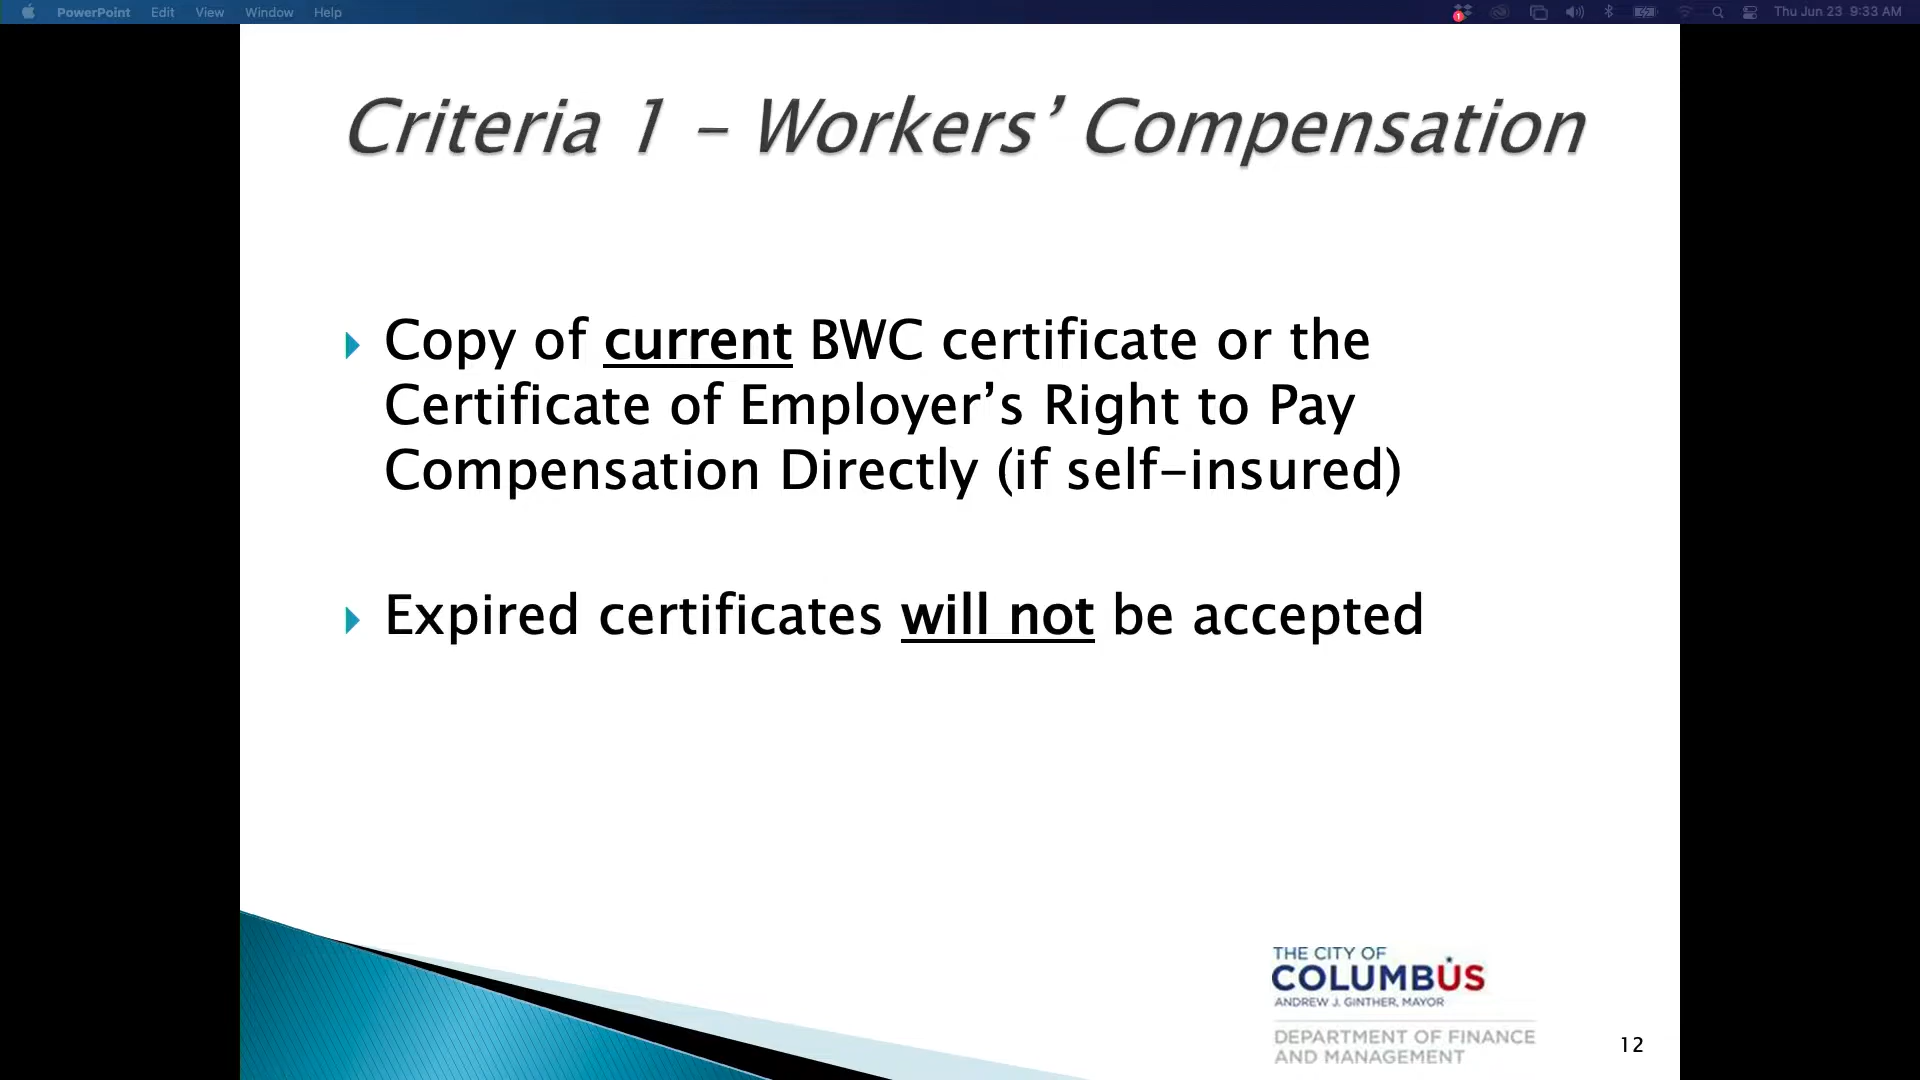 PowerPoint Edit View Window Help
1
Thu Jun 23 9:33 AM
Criteria 1 – Workers’ Compensation
Copy of current BWC certificate or the
Certificate of Employer’s Right to Pay
Compensation Directly (if self-insured)
Expired certificates will not be accepted
THE CITY OF
COLUMBUS
ANDREW J. GINTHER, MAYOR
DEPARTMENT OF FINANCE
AND MANAGEMENT
12